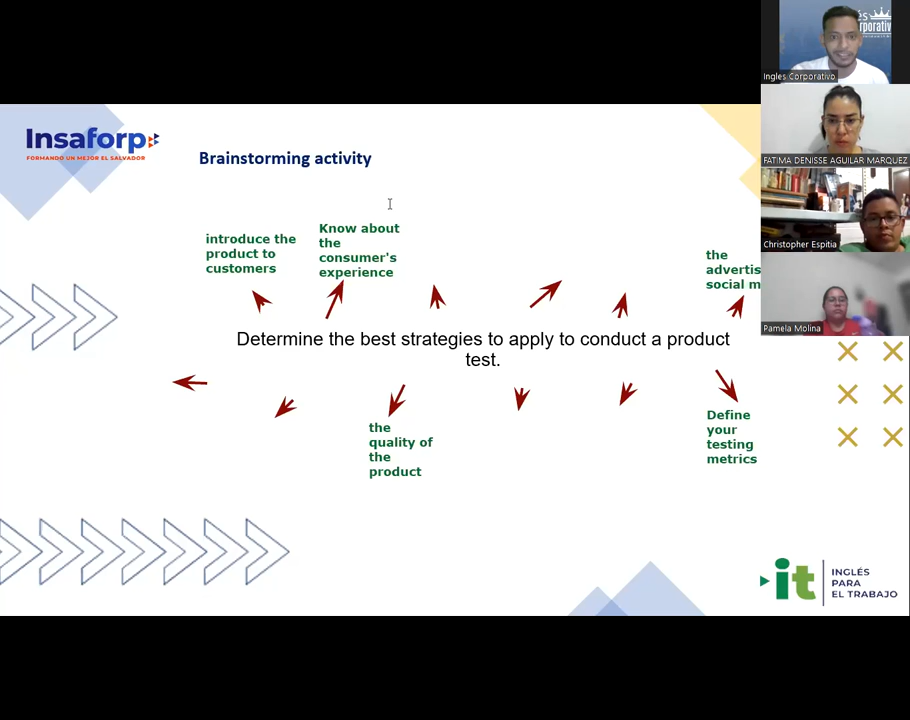 és
rporativ
Ingles Corporativo
FATIMA DENISSE AGUILAR MARQUEZ
Christopher Espitia
Pamela Molina
Insaforp
FORMANDO UN MEJOR EL SALVADOR
Brainstorming activity
introduce the
product to
customers
Know about
the
consumer's
experience
the
advertis
social m
Determine the best strategies to apply to conduct a product
test.
the
quality of
the
product
Define
your
testing
metrics
it
INGLÉS
PARA
EL TRABAJO